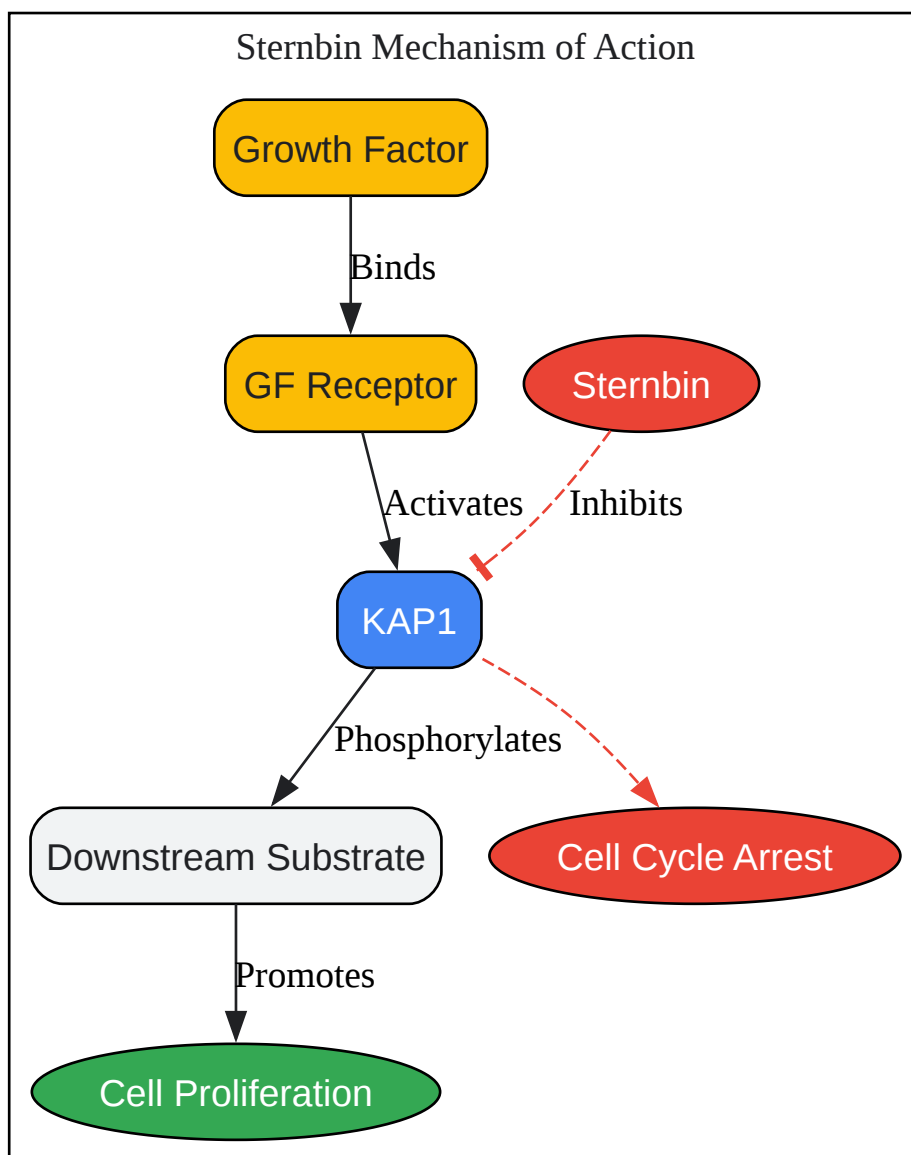 Sternbin Mechanism of Action
Growth Factor
Binds
GF Receptor
Sternbin
Activates
Inhibits
KAP1
Phosphorylates
Downstream Substrate
Cell Cycle Arrest
Promotes
Cell Proliferation